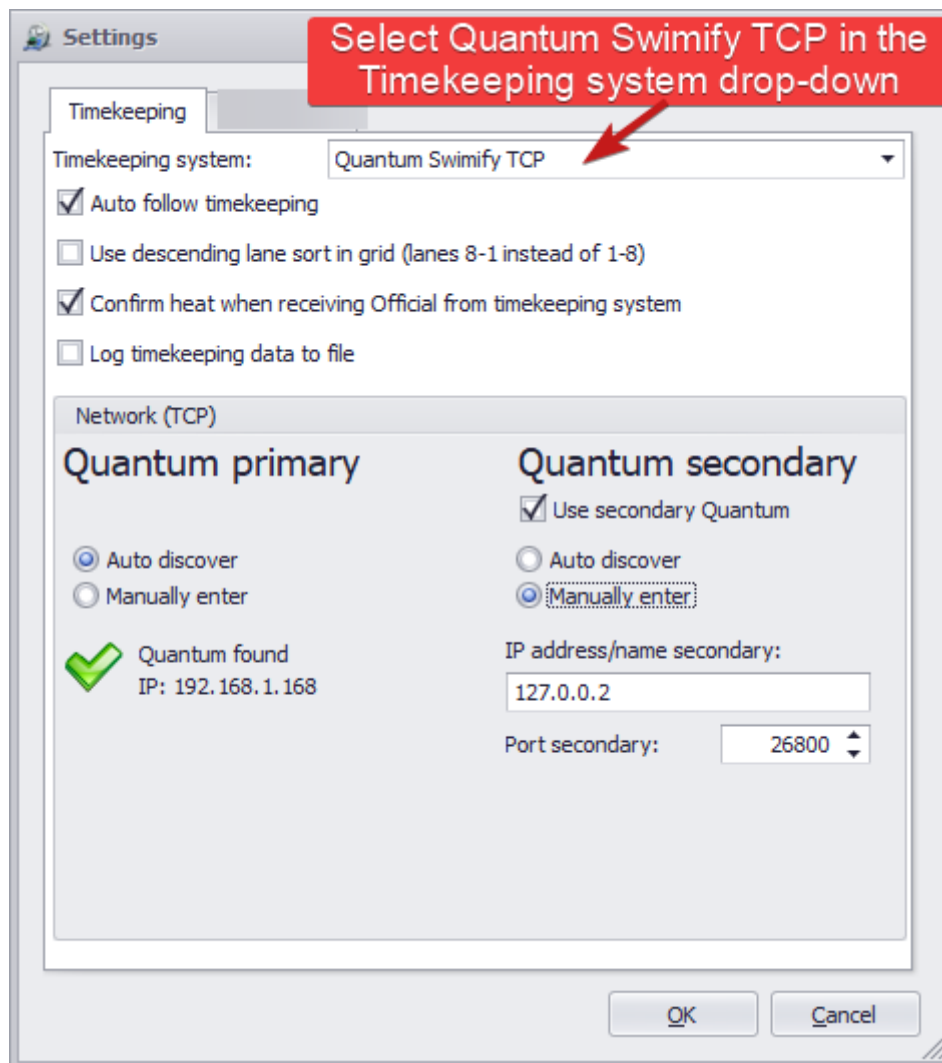 Settings
Select Quantum Swimify TCP in the
Timekeeping system drop-down
Timekeeping
Timekeeping system:
Quantum Swimify TCP
Auto follow timekeeping
Use descending lane sort in grid (lanes 8-1 instead of 1-8)
Confirm heat when receiving Official from timekeeping system
Log timekeeping data to file
Network (TCP)
Quantum primary
Auto discover
Manually enter
Quantum found
IP: 192.168.1.168
Quantum secondary
Use secondary Quantum
Auto discover
Manually enter
IP address/name secondary:
127.0.0.2
Port secondary:
26800
OK
Cancel